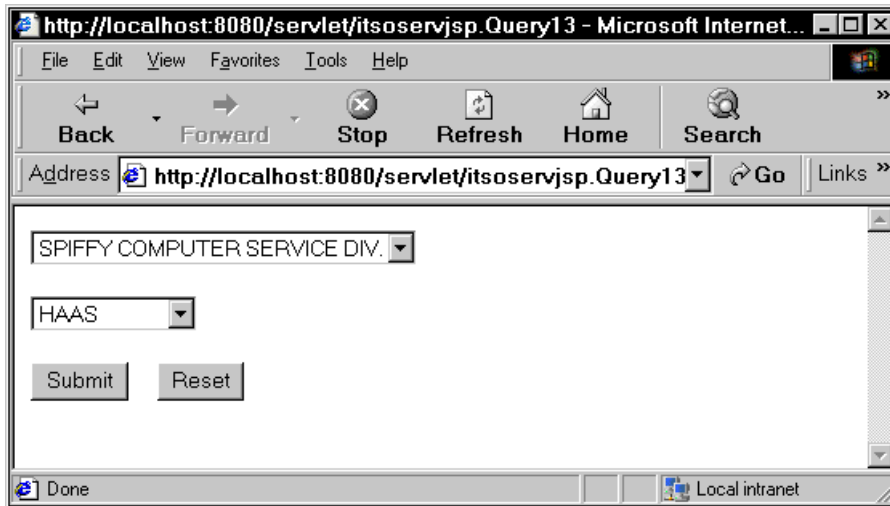 http://localhost:8080/servlet/itsoservjsp.Query13 - Microsoft Internet...
File Edit View Favorites Tools Help
Back Forward Stop Refresh Home Search »
Address http://localhost:8080/servlet/itsoservjsp.Query13 Go Links »
SPIFFY COMPUTER SERVICE DIV.
HAAS
Submit Reset
Done Local intranet